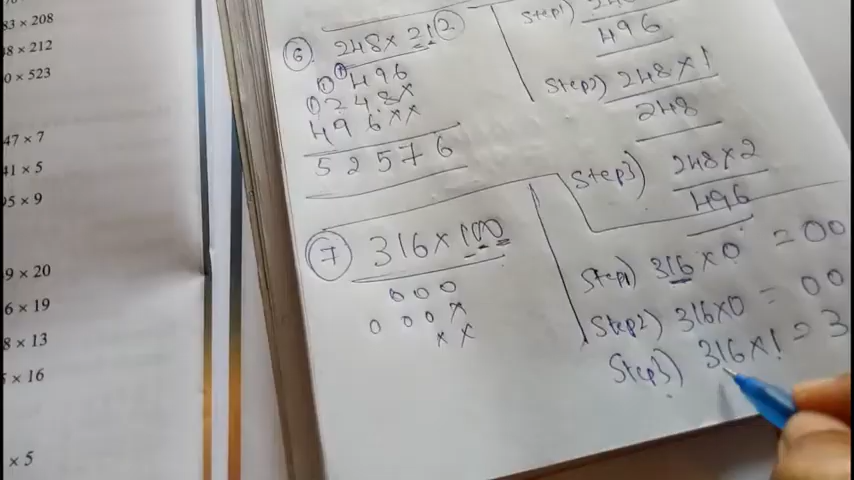 83 × 208
48 × 212
0 × 523
47 × 7
41 × 5
95 × 9
9 × 20
6 × 19
8 × 13
× 16
× 5
6 248 × 212
496
248×
496××
52576
Step1)
496
Step2) 248 × 1
248
Step3) 248 × 2
496
7 316 × 100
000
000×
××
Step1) 316 × 0 = 00
Step2) 316×0 = 00
Step3) 316 × 1 = 3